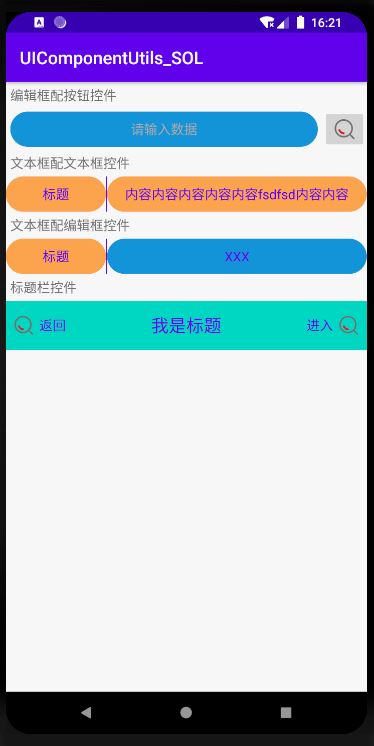 A 16:21
UIComponentUtils_SOL
编辑框配按钮控件
请输入数据
文本框配文本框控件
标题 内容内容内容内容内容fsdfsd内容内容
文本框配编辑框控件
标题 XXX
标题栏控件
返回 我是标题 进入